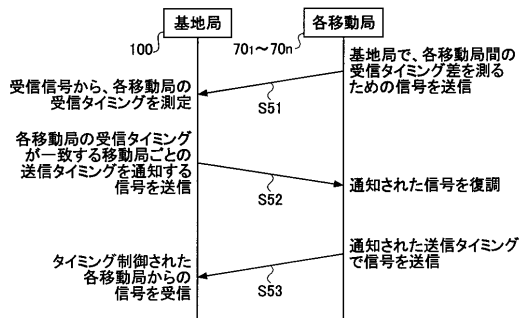 基地局
各移動局
100
70₁～70ₙ
基地局で、各移動局間の
受信タイミング差を測る
ための信号を送信
受信信号から、各移動局の
受信タイミングを測定
S51
各移動局の受信タイミング
が一致する移動局ごとの
送信タイミングを通知する
信号を送信
S52
通知された信号を復調
通知された送信タイミング
で信号を送信
タイミング制御された
各移動局からの
信号を受信
S53